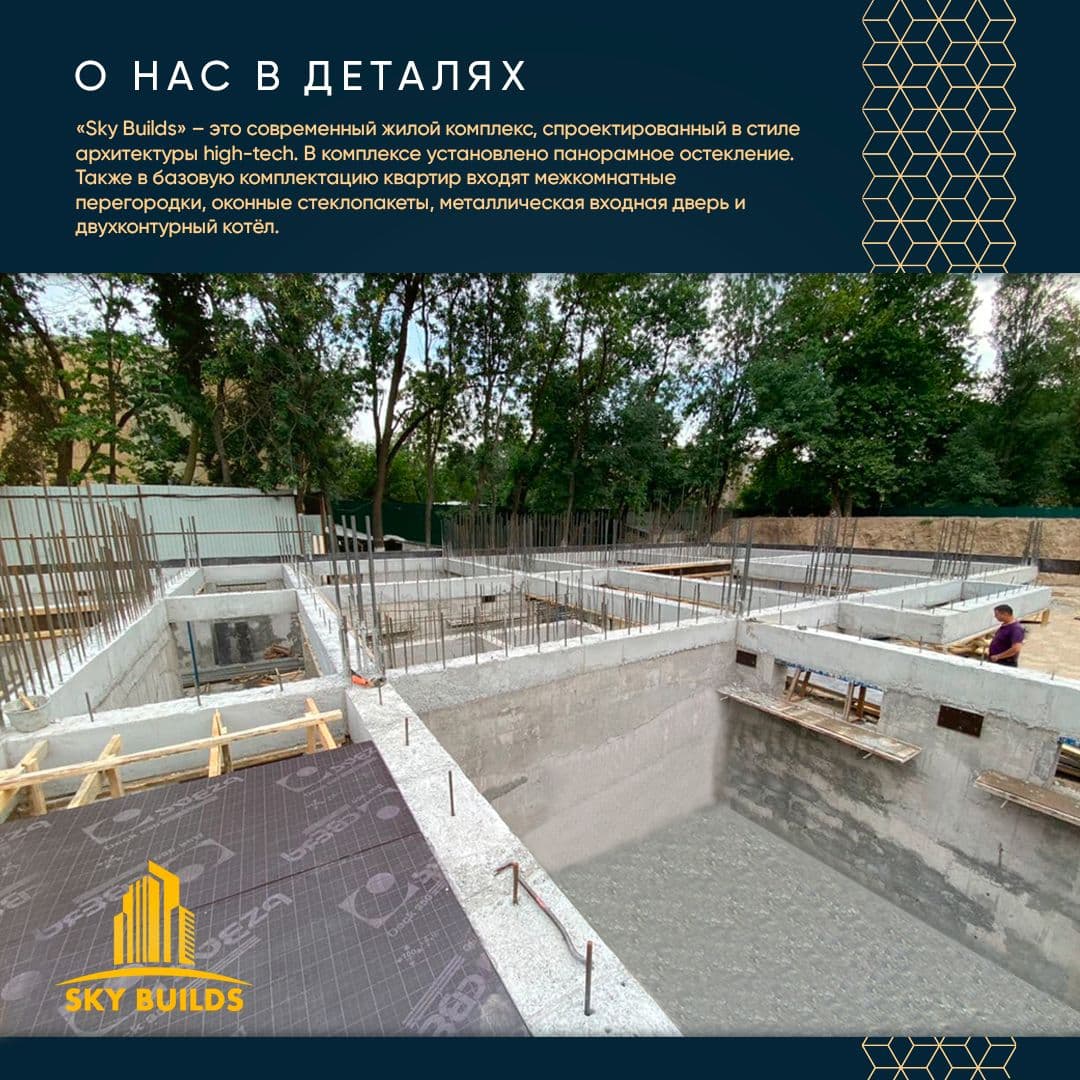 О НАС В ДЕТАЛЯХ
«Sky Builds» – это современный жилой комплекс, спроектированный в стиле
архитектуры high-tech. В комплексе установлено панорамное остекление.
Также в базовую комплектацию квартир входят межкомнатные
перегородки, оконные стеклопакеты, металлическая входная дверь и
двухконтурный котёл.
SKY BUILDS